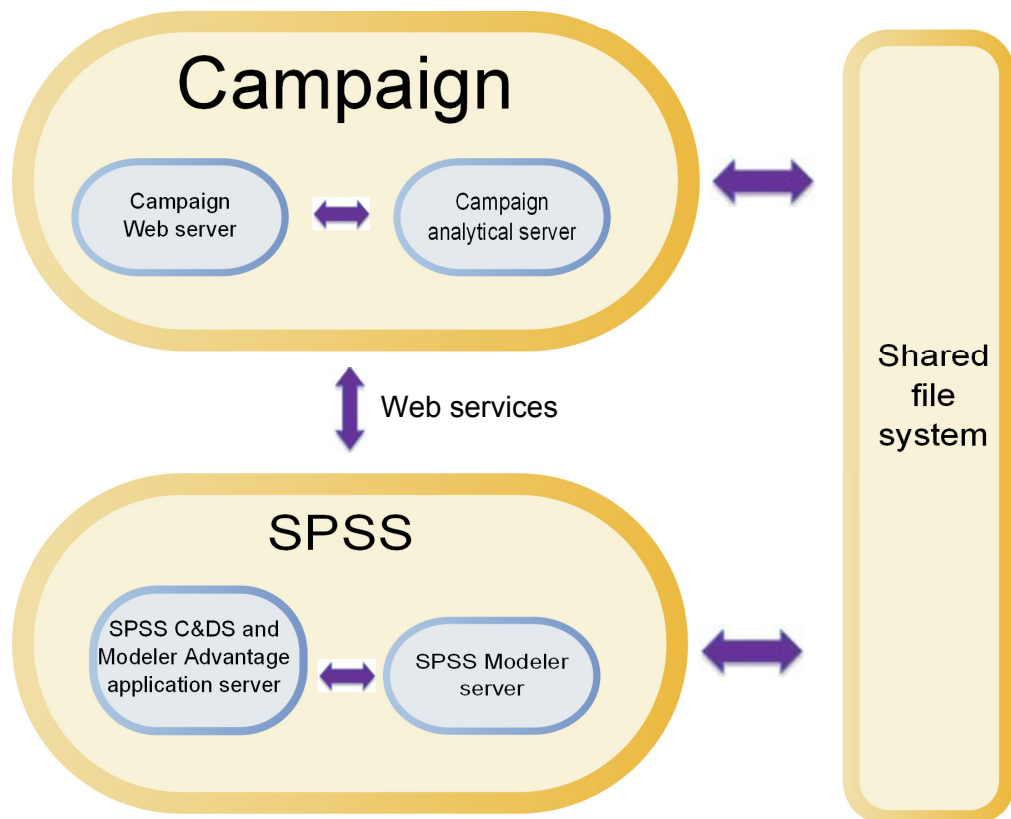 Campaign
Campaign
Web server
Campaign
analytical server
Web services
SPSS
SPSS C&DS and
Modeler Advantage
application server
SPSS Modeler
server
Shared
file
system